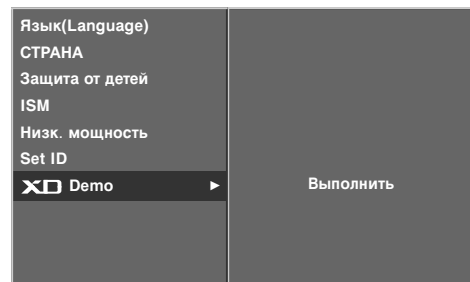 Язык(Language)
СТРАНА
Защита от детей
ISM
Низк. мощность
Set ID
XD Demo ►
Выполнить